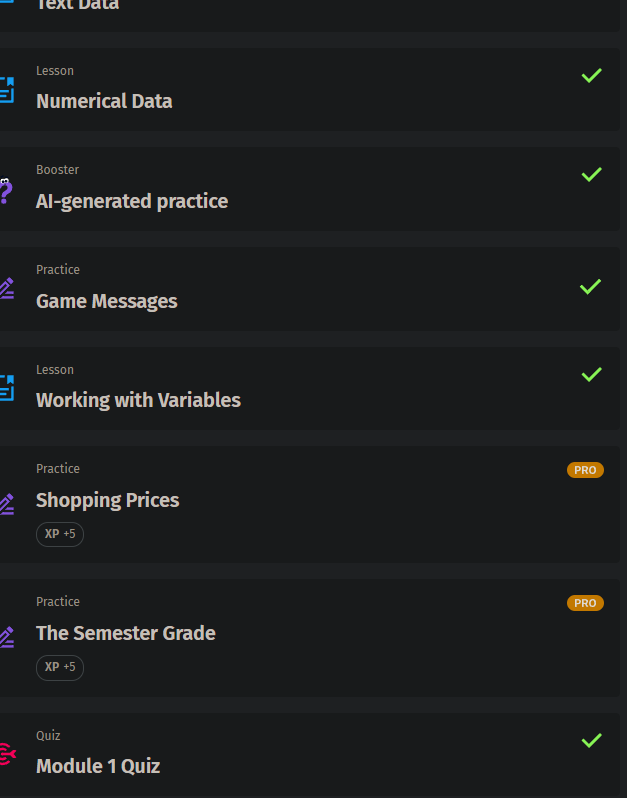 Text Data
Lesson
Numerical Data
Booster
AI-generated practice
Practice
Game Messages
Lesson
Working with Variables
Practice
PRO
Shopping Prices
XP +5
Practice
PRO
The Semester Grade
XP +5
Quiz
Module 1 Quiz